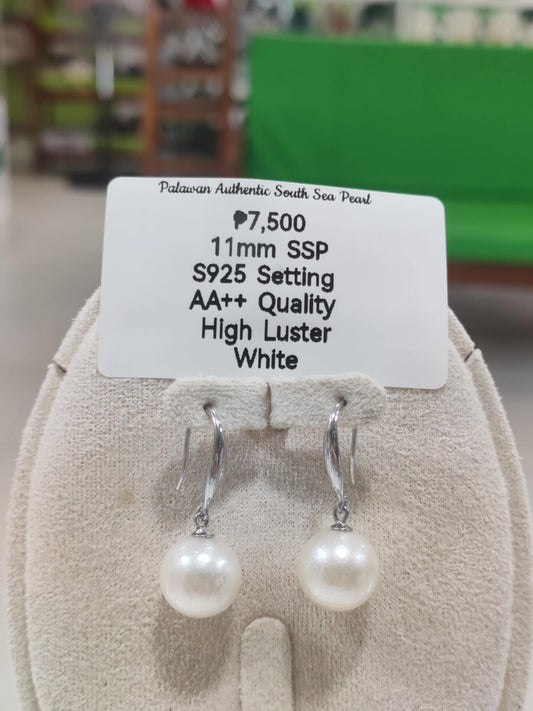 Palawan Authentic South Sea Pearl
₱7,500
11mm SSP
S925 Setting
AA++ Quality
High Luster
White